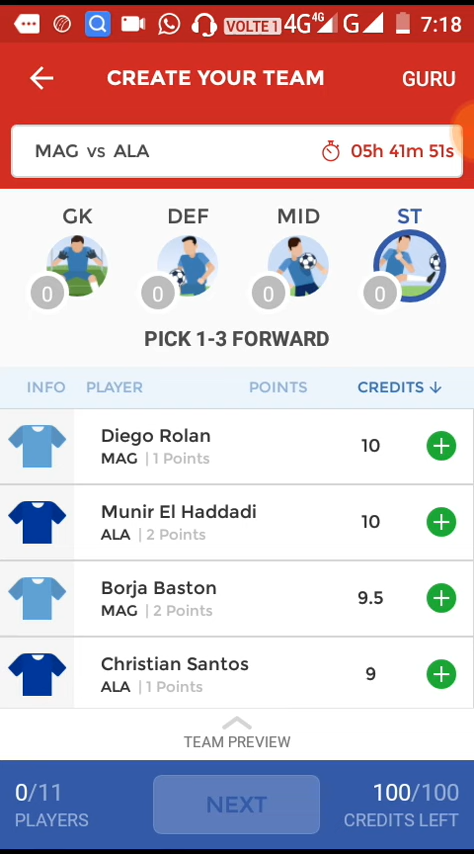 VOLTE 1 4G 4G G 7:18
CREATE YOUR TEAM GURU
MAG vs ALA 05h 41m 51s
GK DEF MID ST
0 0 0 0
PICK 1-3 FORWARD
INFO PLAYER POINTS CREDITS
Diego Rolan
MAG | 1 Points 10
Munir El Haddadi
ALA | 2 Points 10
Borja Baston
MAG | 2 Points 9.5
Christian Santos
ALA | 1 Points 9
TEAM PREVIEW
0/11 NEXT 100/100
PLAYERS CREDITS LEFT